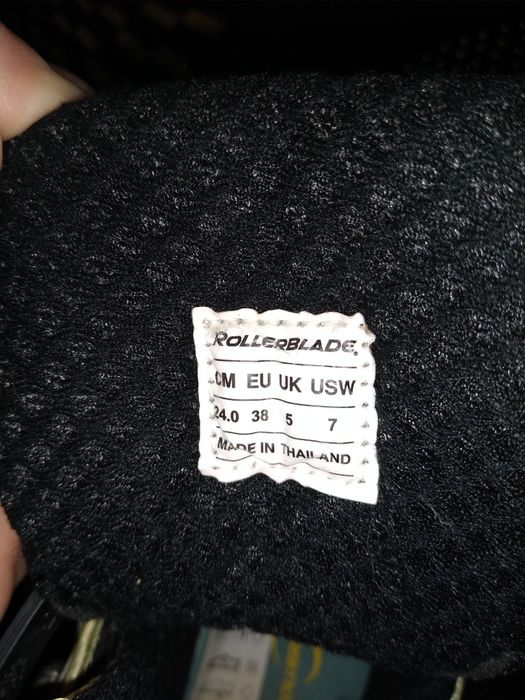 ROLLERBLADE.
CM EU UK USW
24.0 38 5 7
MADE IN THAILAND